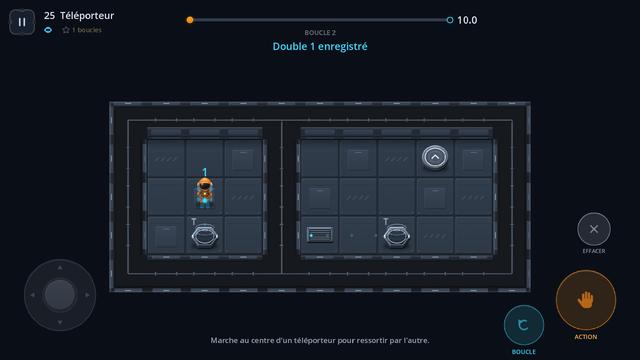 25 Téléporteur
1 boucles
10.0
BOUCLE 2
Double 1 enregistré
1
T
T
EFFACER
ACTION
BOUCLE
Marche au centre d'un téléporteur pour ressortir par l'autre.